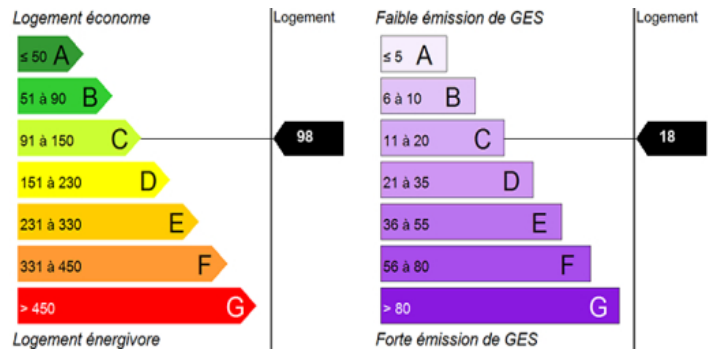 Logement économe
Logement
≤ 50 A
51 à 90 B
91 à 150 C
98
151 à 230 D
231 à 330 E
331 à 450 F
> 450 G
Logement énergivore
Faible émission de GES
Logement
≤ 5 A
6 à 10 B
11 à 20 C
18
21 à 35 D
36 à 55 E
56 à 80 F
> 80 G
Forte émission de GES